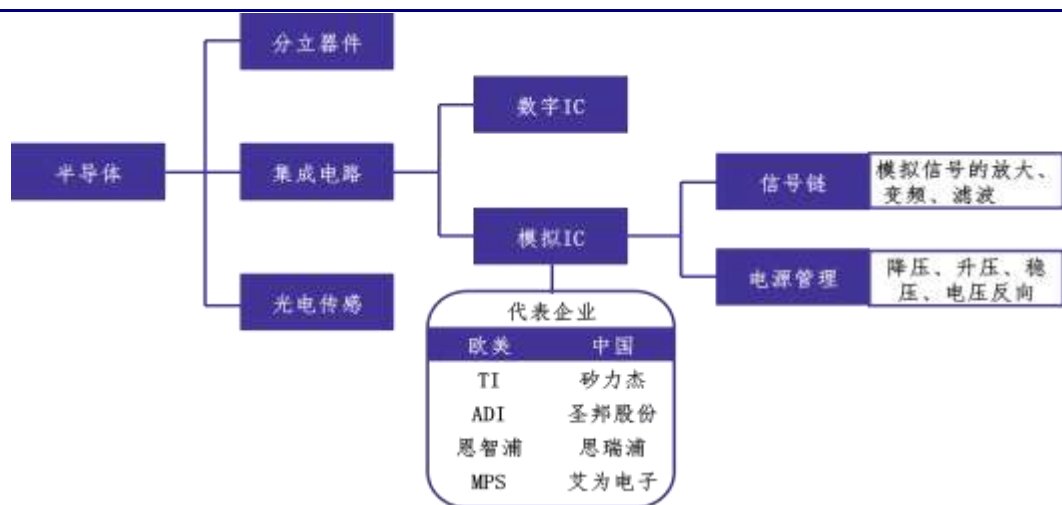 分立器件
数字IC
半导体
集成电路
信号链
模拟信号的放大、
变频、滤波
模拟IC
电源管理
降压、升压、稳
压、电压反向
光电传感
代表企业
欧美 中国
TI 矽力杰
ADI 圣邦股份
恩智浦 思瑞浦
MPS 艾为电子